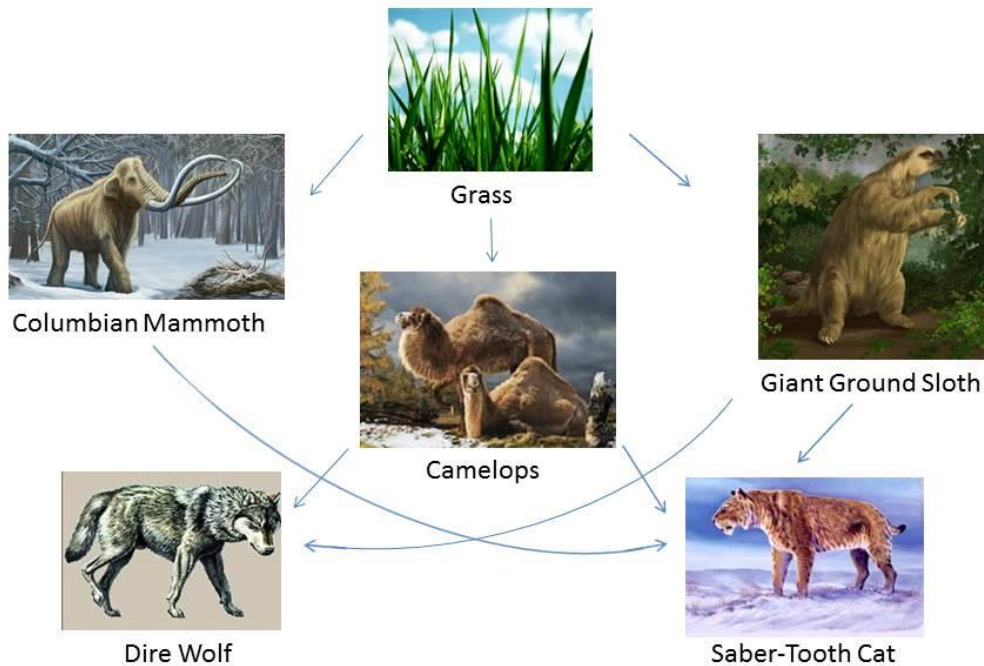 Grass
Columbian Mammoth
Giant Ground Sloth
Camelops
Dire Wolf
Saber-Tooth Cat